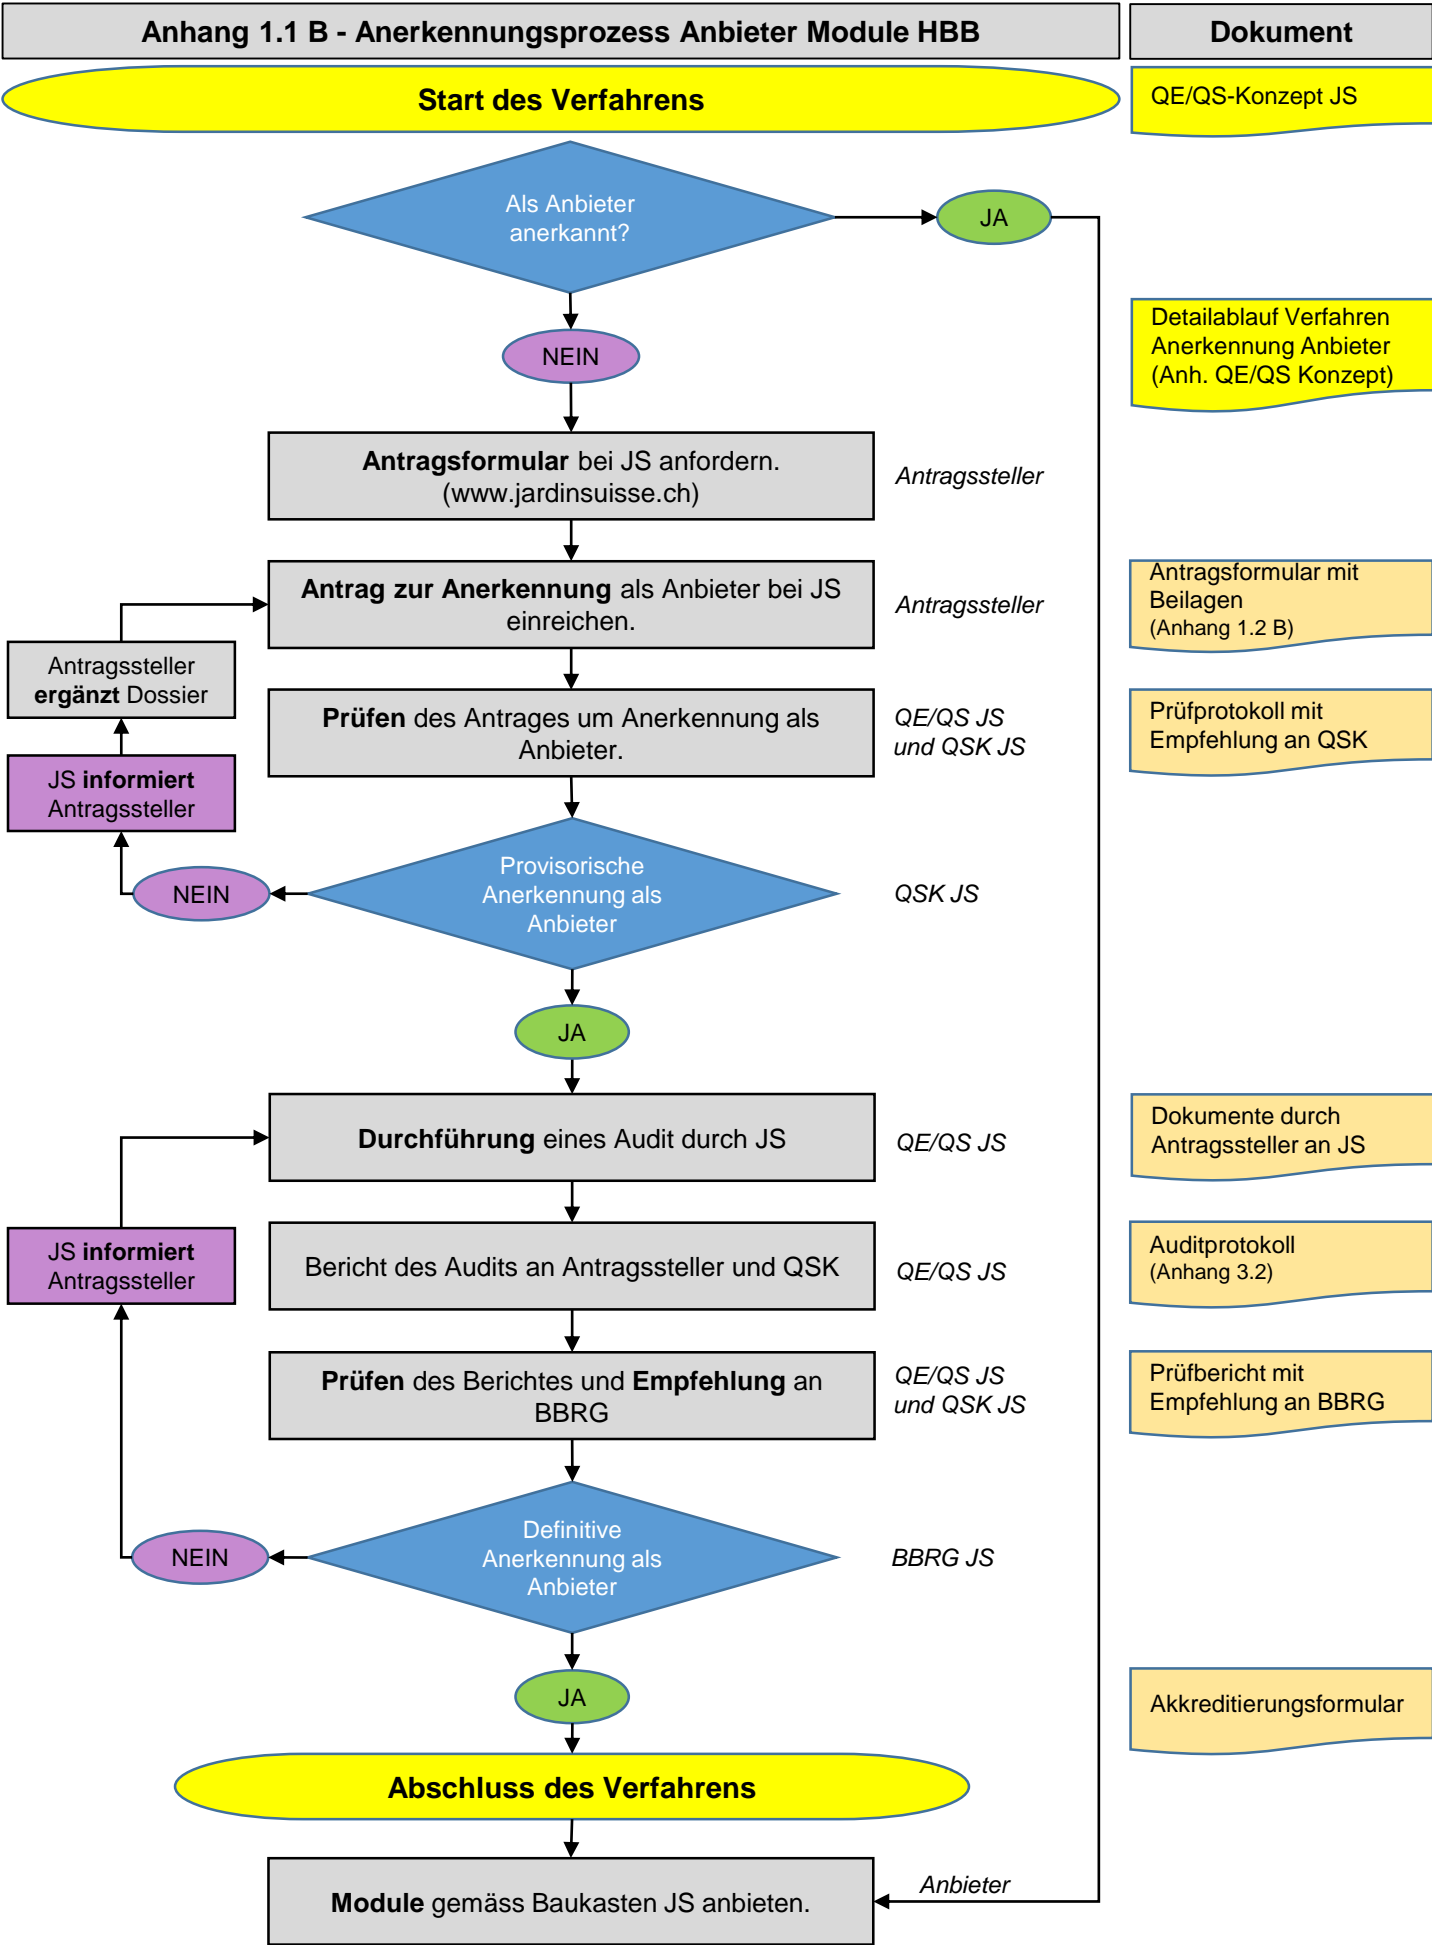 Anhang 1.1 B - Anerkennungsprozess Anbieter Module HBB
Dokument
Start des Verfahrens
QE/QS-Konzept JS
Als Anbieter
anerkannt?
JA
Detailablauf Verfahren
Anerkennung Anbieter
(Anh. QE/QS Konzept)
NEIN
Antragsformular bei JS anfordern.
(www.jardinsuisse.ch)
Antragssteller
Antrag zur Anerkennung als Anbieter bei JS
einreichen.
Antragssteller
Antragsformular mit
Beilagen
(Anhang 1.2 B)
Antragssteller
ergänzt Dossier
Prüfen des Antrages um Anerkennung als
Anbieter.
QE/QS JS
und QSK JS
Prüfprotokoll mit
Empfehlung an QSK
JS informiert
Antragssteller
Provisorische
Anerkennung als
Anbieter
NEIN
QSK JS
JA
Durchführung eines Audit durch JS
QE/QS JS
Dokumente durch
Antragssteller an JS
JS informiert
Antragssteller
Bericht des Audits an Antragssteller und QSK
QE/QS JS
Auditprotokoll
(Anhang 3.2)
Prüfen des Berichtes und Empfehlung an
BBRG
QE/QS JS
und QSK JS
Prüfbericht mit
Empfehlung an BBRG
Definitive
Anerkennung als
Anbieter
NEIN
BBRG JS
JA
Akkreditierungsformular
Abschluss des Verfahrens
Module gemäss Baukasten JS anbieten.
Anbieter